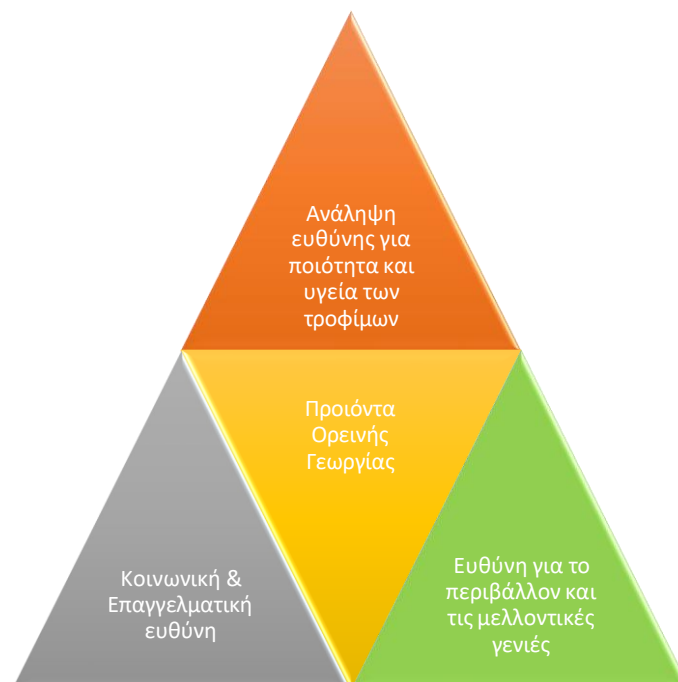 Ανάληψη
ευθύνης για
ποιότητα και
υγεία των
τροφίμων
Προιόντα
Ορεινής
Γεωργίας
Κοινωνική &
Επαγγελματική
ευθύνη
Ευθύνη για το
περιβάλλον και
τις μελλοντικές
γενιές